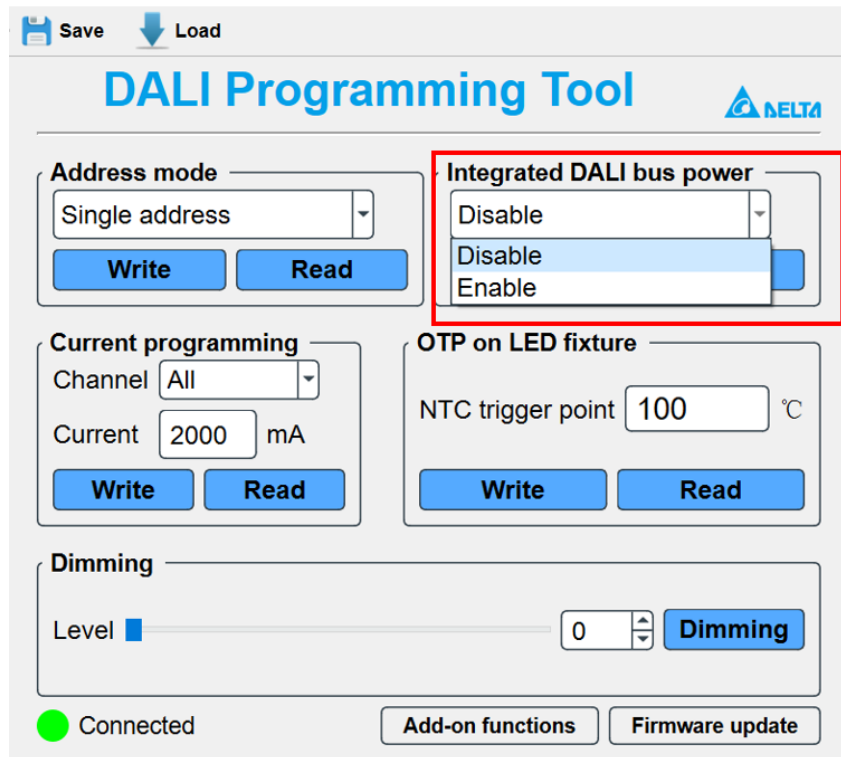 Save Load
DALI Programming Tool
DELTA
Address mode
Single address
Write Read
Integrated DALI bus power
Disable
Disable
Enable
Current programming
Channel All
Current 2000 mA
Write Read
OTP on LED fixture
NTC trigger point 100 ℃
Write Read
Dimming
Level 0 Dimming
Connected Add-on functions Firmware update